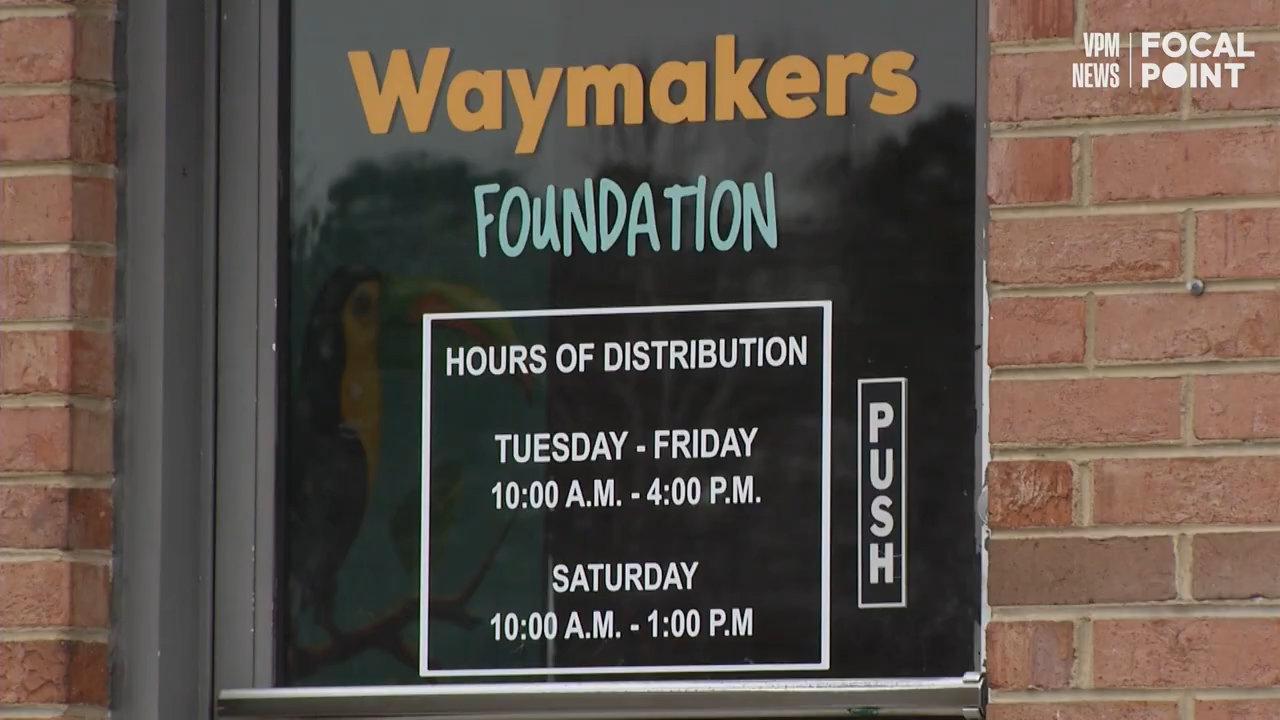 VPM NEWS
FOCAL POINT
Waymakers
FOUNDATION
HOURS OF DISTRIBUTION
TUESDAY - FRIDAY
10:00 A.M. - 4:00 P.M.
SATURDAY
10:00 A.M. - 1:00 P.M
PUSH